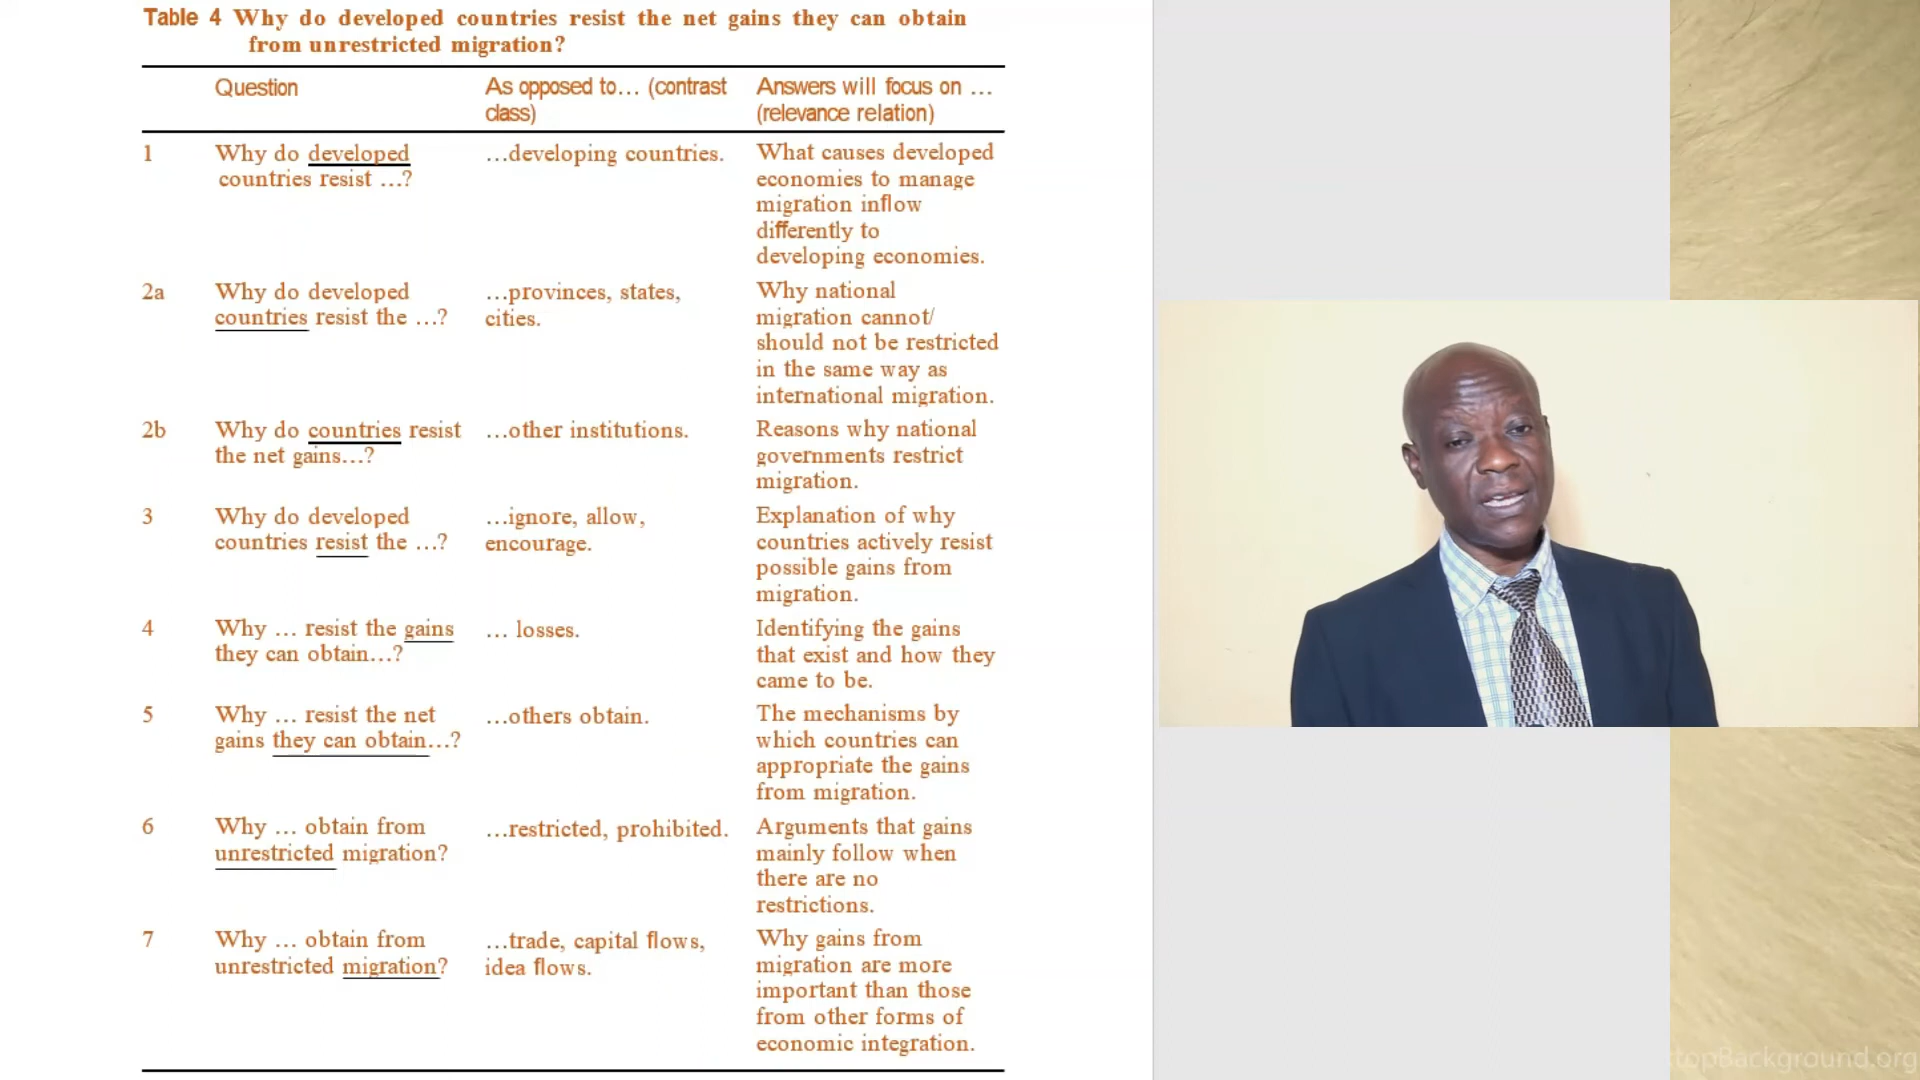 Table 4 Why do developed countries resist the net gains they can obtain
from unrestricted migration?
Question
As opposed to… (contrast
class)
Answers will focus on …
(relevance relation)
1
Why do developed
countries resist …?
…developing countries.
What causes developed
economies to manage
migration inflow
differently to
developing economies.
2a
Why do developed
countries resist the …?
…provinces, states,
cities.
Why national
migration cannot/
should not be restricted
in the same way as
international migration.
2b
Why do countries resist
the net gains…?
…other institutions.
Reasons why national
governments restrict
migration.
3
Why do developed
countries resist the …?
…ignore, allow,
encourage.
Explanation of why
countries actively resist
possible gains from
migration.
4
Why … resist the gains
they can obtain…?
… losses.
Identifying the gains
that exist and how they
came to be.
5
Why … resist the net
gains they can obtain…?
…others obtain.
The mechanisms by
which countries can
appropriate the gains
from migration.
6
Why … obtain from
unrestricted migration?
…restricted, prohibited.
Arguments that gains
mainly follow when
there are no
restrictions.
7
Why … obtain from
unrestricted migration?
…trade, capital flows,
idea flows.
Why gains from
migration are more
important than those
from other forms of
economic integration.
topBackground.org